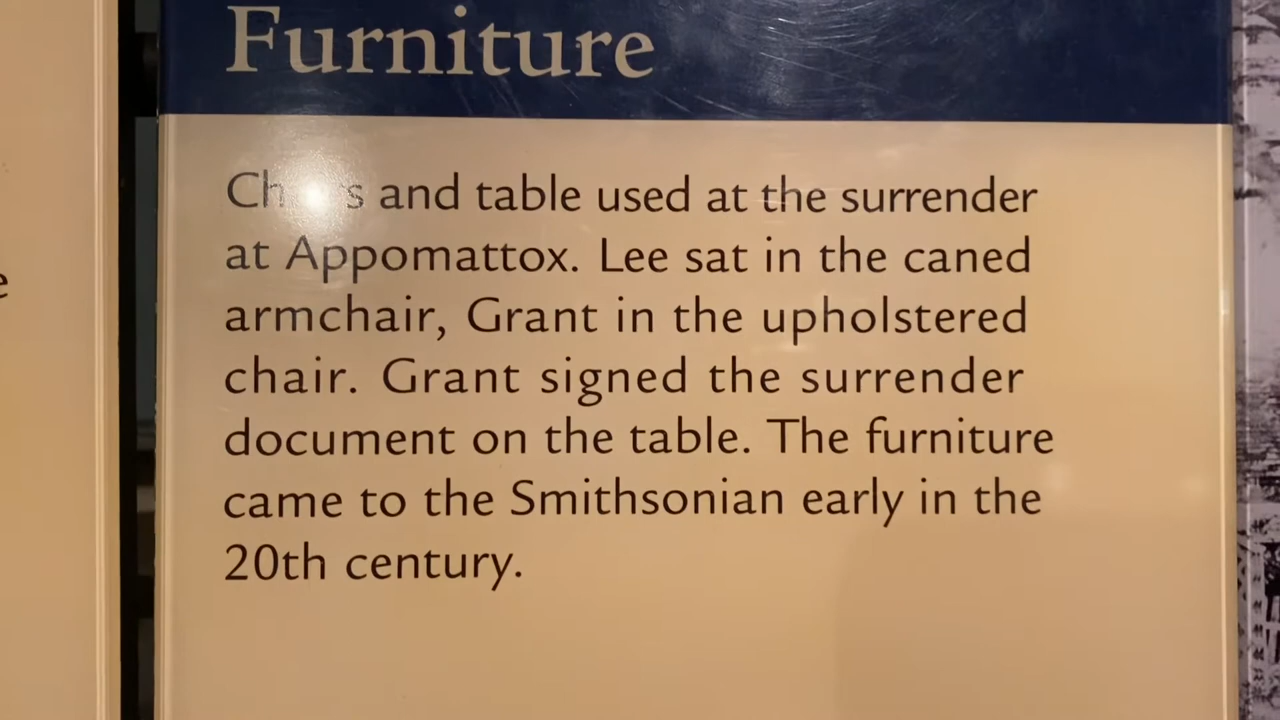 Furniture
Chairs and table used at the surrender
at Appomattox. Lee sat in the caned
armchair, Grant in the upholstered
chair. Grant signed the surrender
document on the table. The furniture
came to the Smithsonian early in the
20th century.